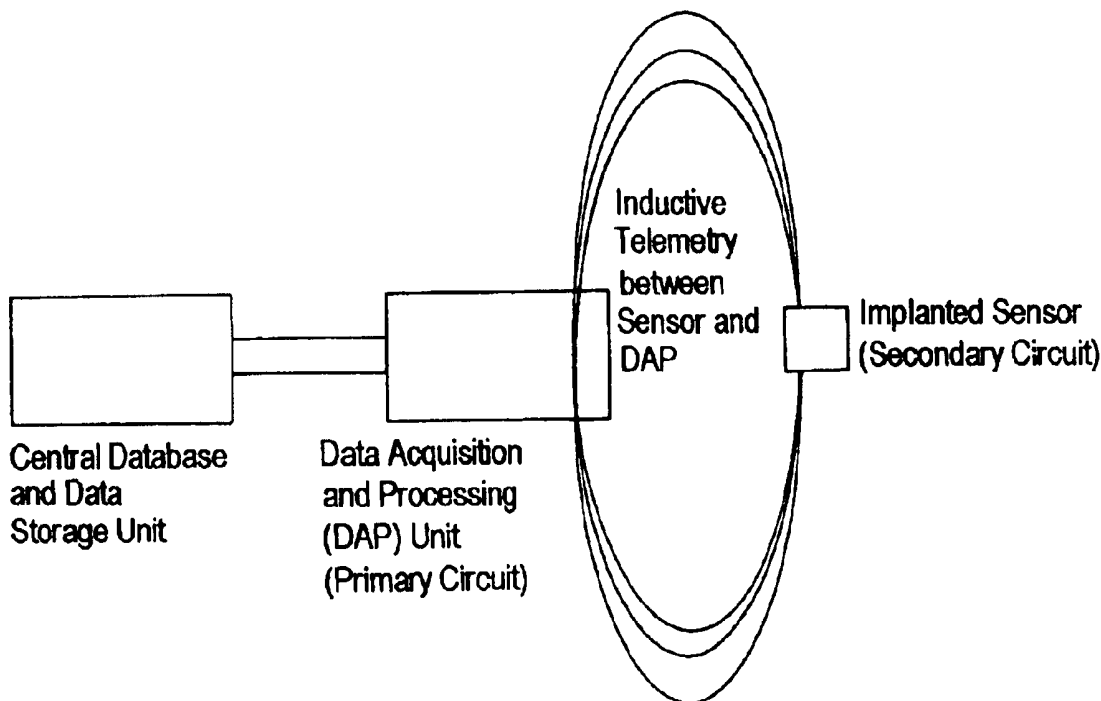 Inductive
Telemetry
between
Sensor and
DAP
Implanted Sensor
(Secondary Circuit)
Central Database
and Data
Storage Unit
Data Acquisition
and Processing
(DAP) Unit
(Primary Circuit)